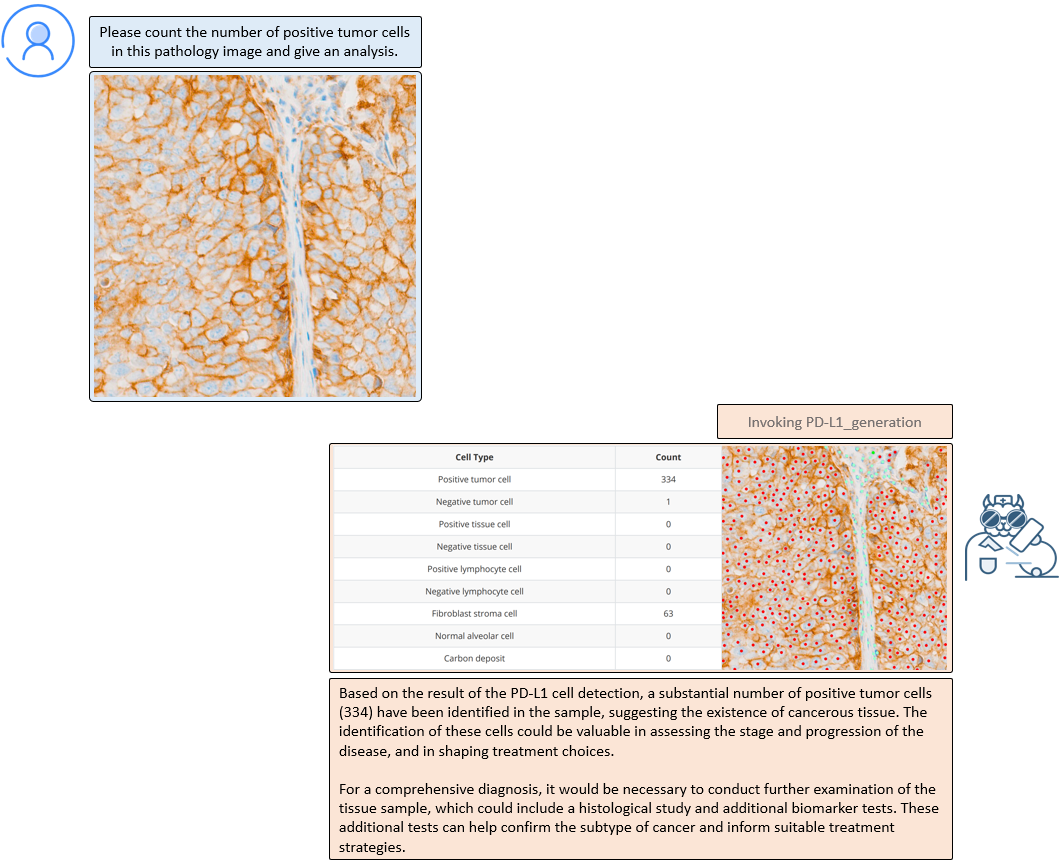 Please count the number of positive tumor cells
in this pathology image and give an analysis.
Invoking PD-L1_generation
Cell Type Count
Positive tumor cell 334
Negative tumor cell 1
Positive tissue cell 0
Negative tissue cell 0
Positive lymphocyte cell 0
Negative lymphocyte cell 0
Fibroblast stroma cell 63
Normal alveolar cell 0
Carbon deposit 0
Based on the result of the PD-L1 cell detection, a substantial number of positive tumor cells
(334) have been identified in the sample, suggesting the existence of cancerous tissue. The
identification of these cells could be valuable in assessing the stage and progression of the
disease, and in shaping treatment choices.
For a comprehensive diagnosis, it would be necessary to conduct further examination of the
tissue sample, which could include a histological study and additional biomarker tests. These
additional tests can help confirm the subtype of cancer and inform suitable treatment
strategies.